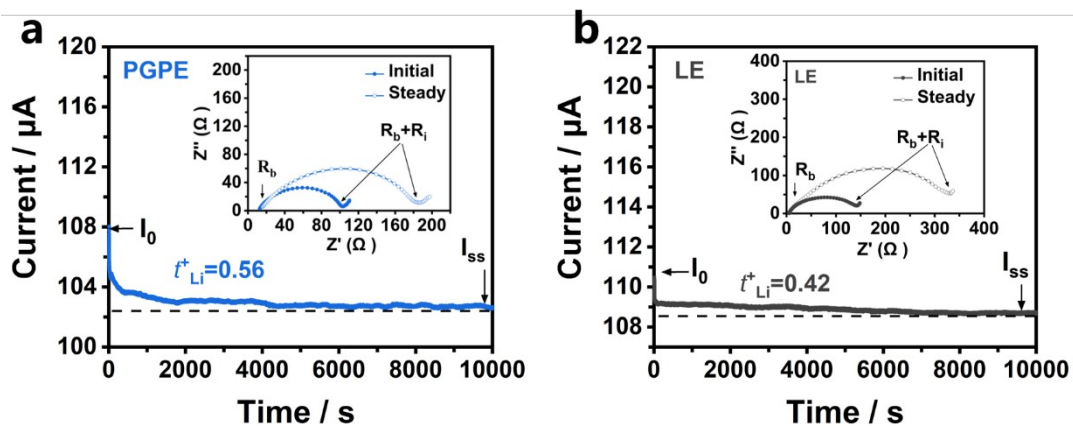 a
PGPE
I₀
Iss
t⁺Li=0.56
Current / µA
120
116
112
108
104
100
0
2000
4000
6000
8000
10000
Time / s
Initial
Steady
Rb
Rb+Ri
Z'' (Ω)
200
160
120
80
40
0
0 40 80 120 160 200
Z' (Ω)
b
LE
I₀
Iss
t⁺Li=0.42
Current / µA
122
120
118
116
114
112
110
108
0
2000
4000
6000
8000
10000
Time / s
LE
Initial
Steady
Rb
Rb+Ri
Z'' (Ω)
400
300
200
100
0
0 100 200 300 400
Z' (Ω)